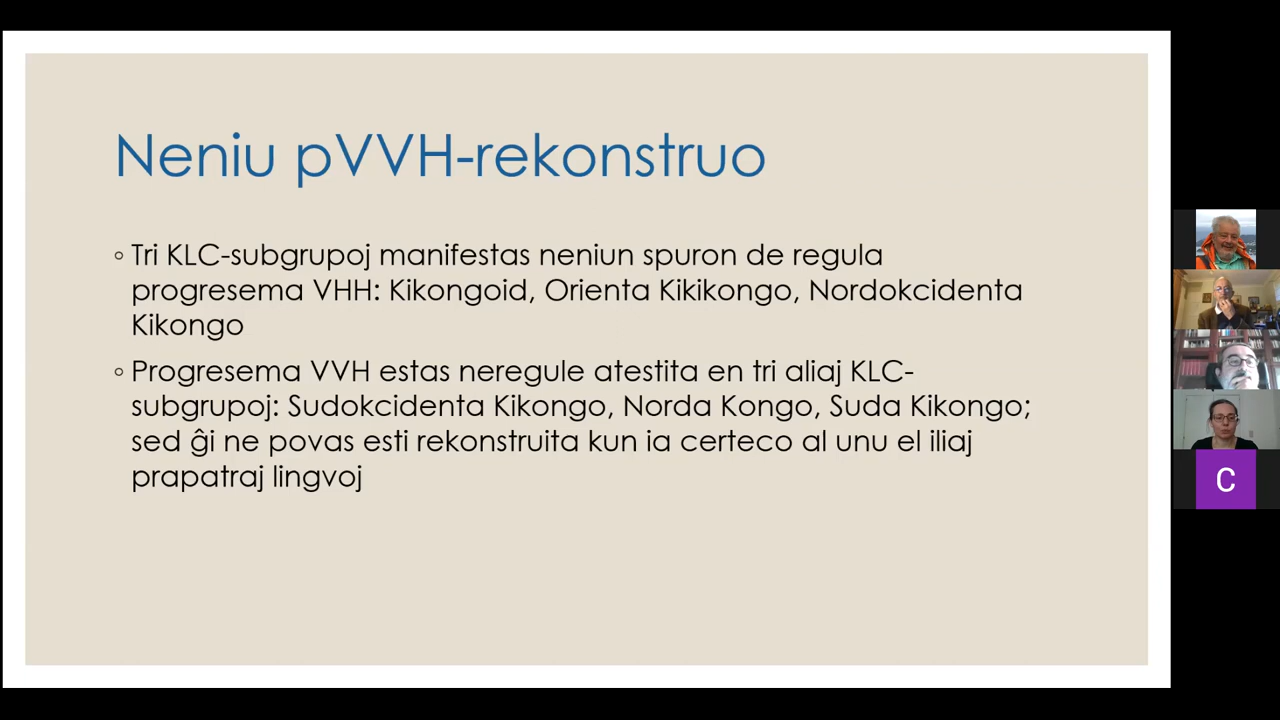 Neniu pVVH-rekonstruo
◦ Tri KLC-subgrupoj manifestas neniun spuron de regula
progresema VHH: Kikongoid, Orienta Kikikongo, Nordokcidenta
Kikongo
◦ Progresema VVH estas neregule atestita en tri aliaj KLC-
subgrupoj: Sudokcidenta Kikongo, Norda Kongo, Suda Kikongo;
sed ĝi ne povas esti rekonstruita kun ia certeco al unu el iliaj
prapatraj lingvoj
C